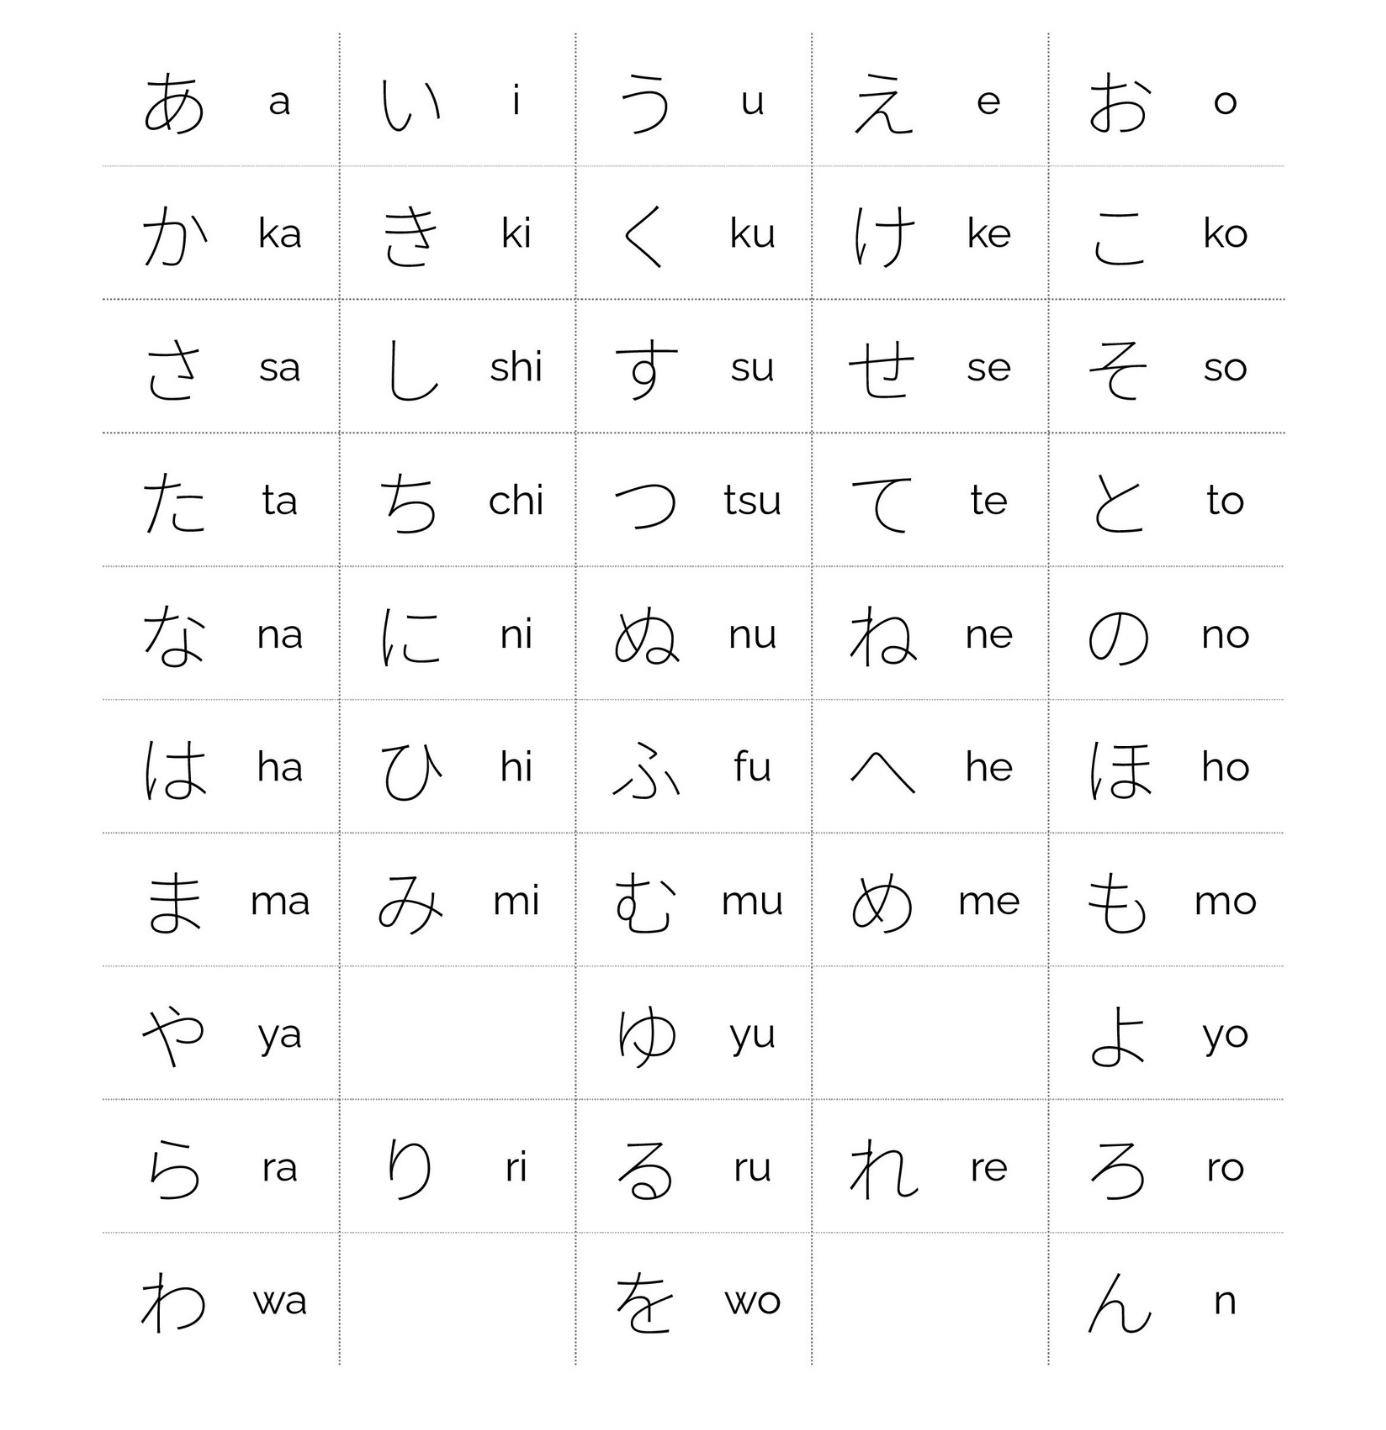 あ a い i う u え e お o
か ka き ki く ku け ke こ ko
さ sa し shi す su せ se そ so
た ta ち chi つ tsu て te と to
な na に ni ぬ nu ね ne の no
は ha ひ hi ふ fu へ he ほ ho
ま ma み mi む mu め me も mo
や ya ゆ yu よ yo
ら ra り ri る ru れ re ろ ro
わ wa を wo ん n